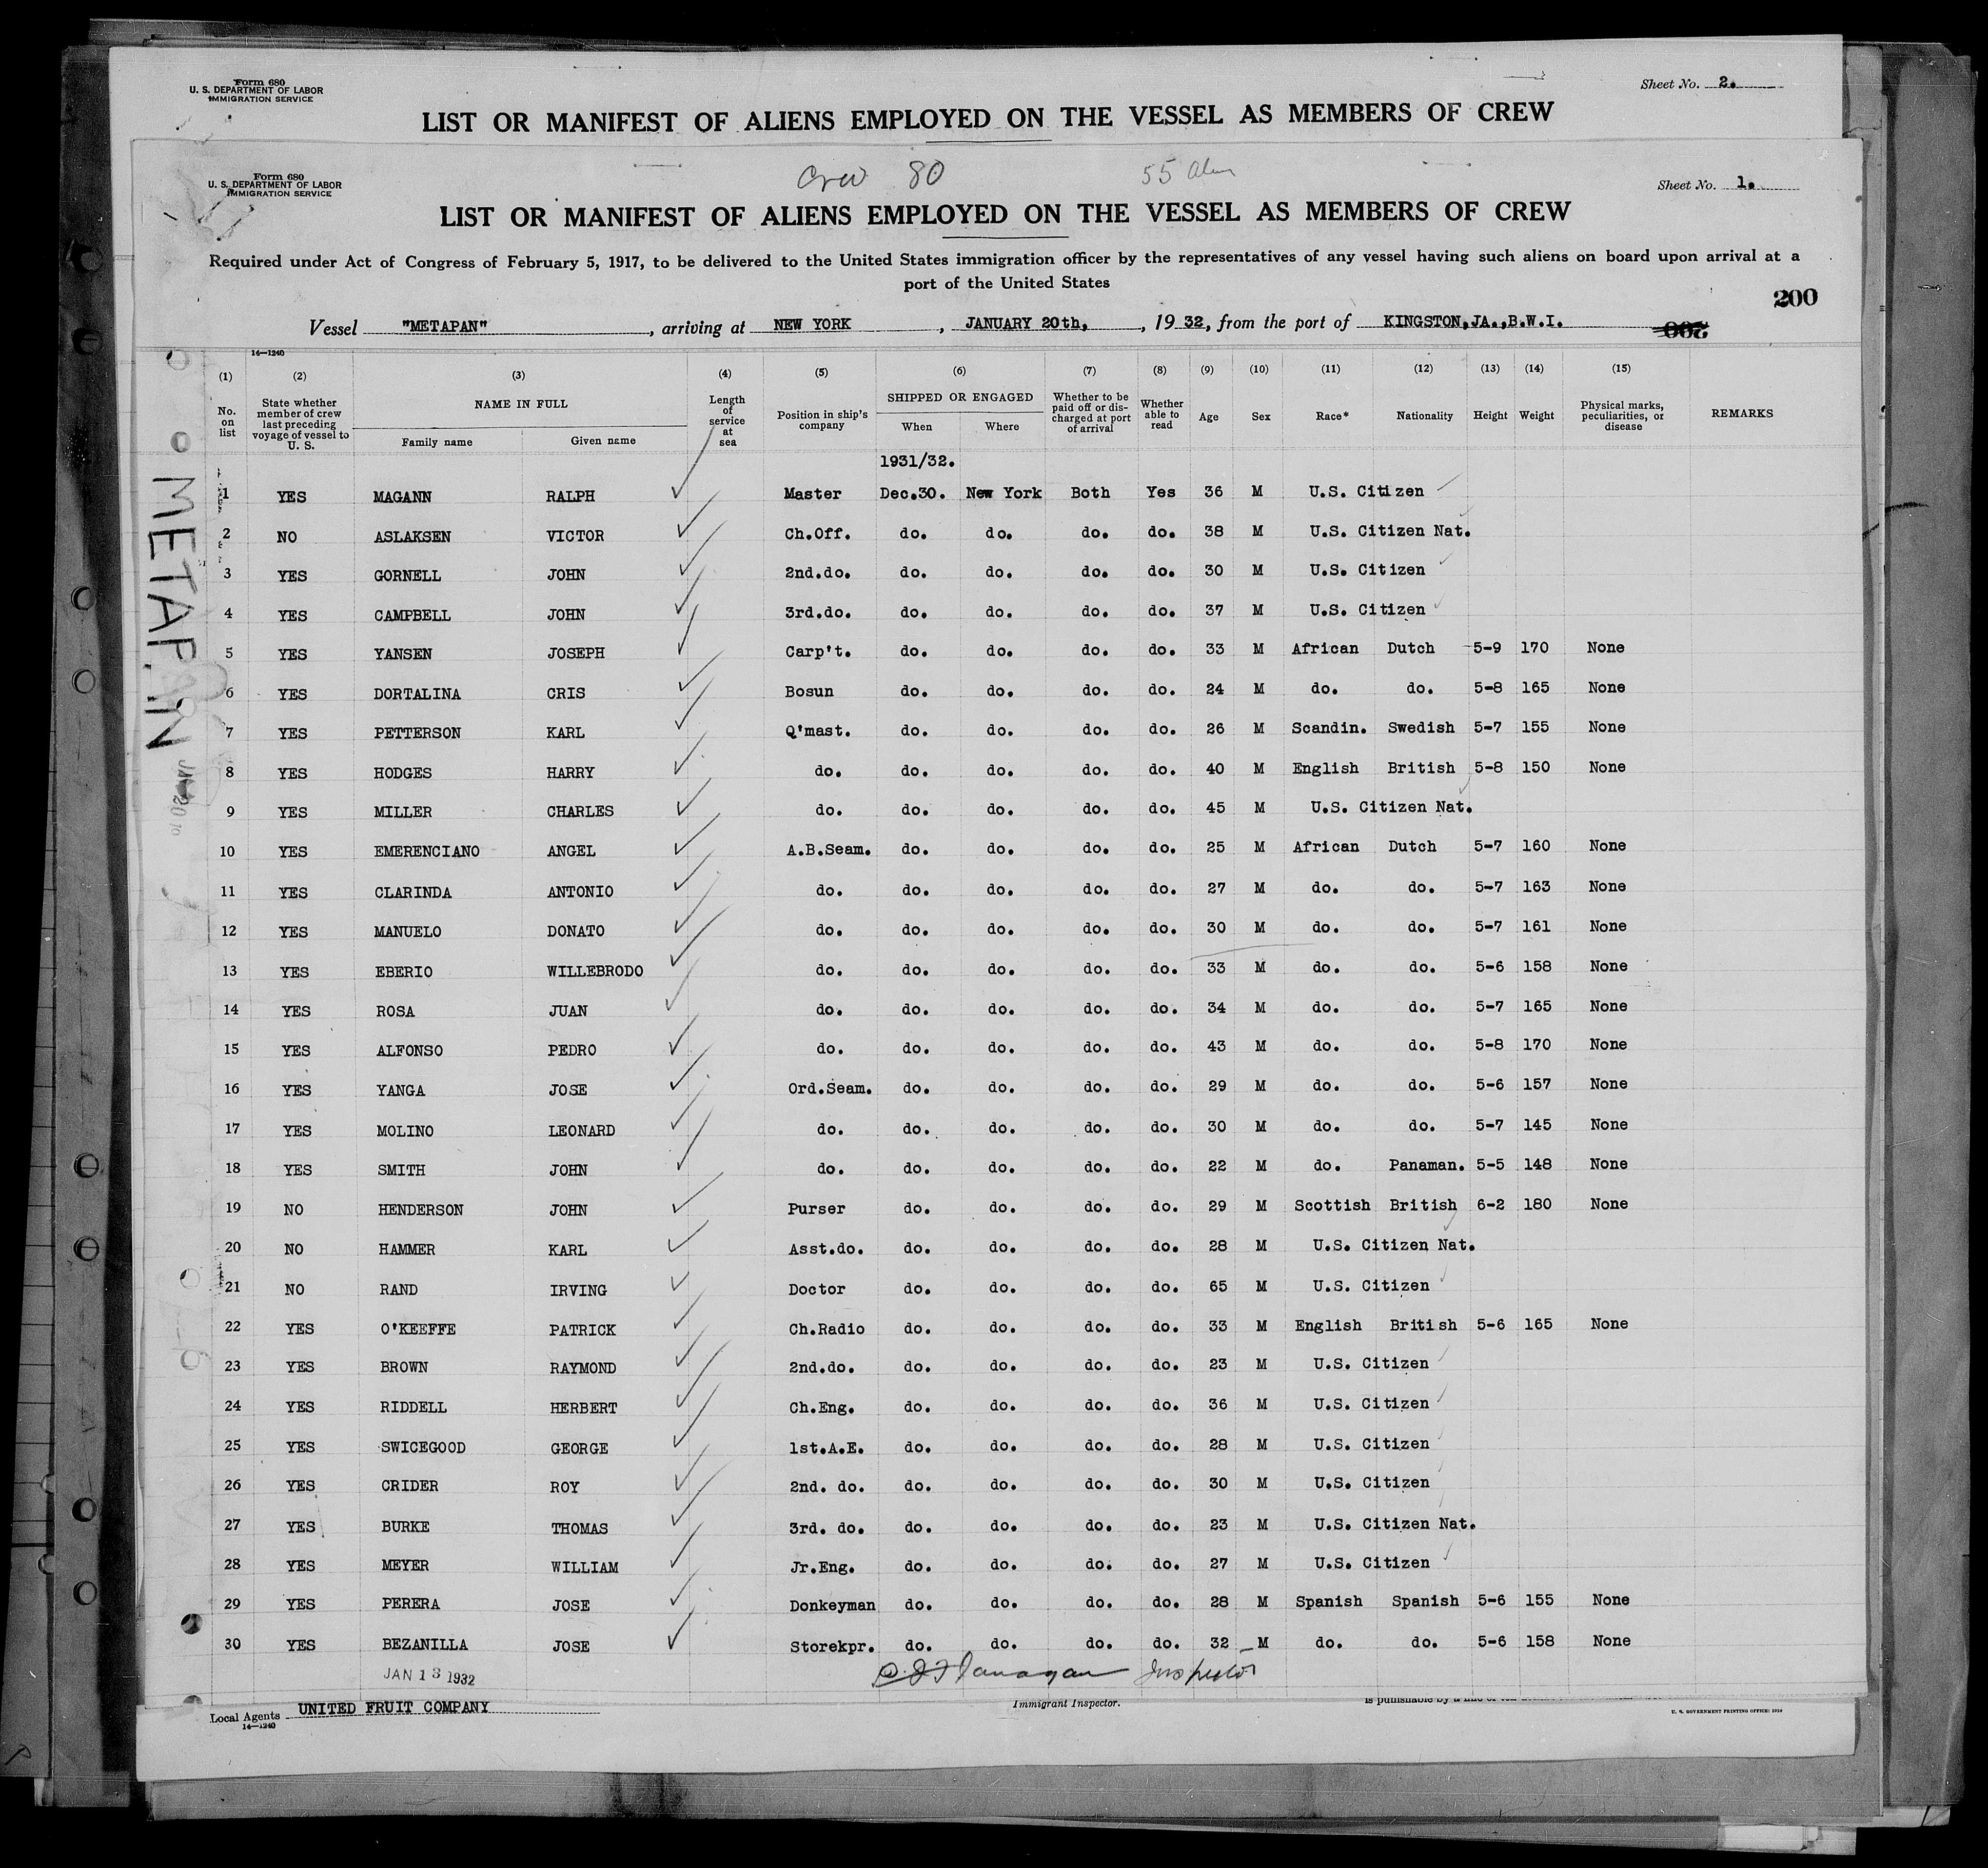 Form 680
U. S. DEPARTMENT OF LABOR
IMMIGRATION SERVICE
Sheet No. 2.
LIST OR MANIFEST OF ALIENS EMPLOYED ON THE VESSEL AS MEMBERS OF CREW
Crew 80 55 alien
Form 680
U. S. DEPARTMENT OF LABOR
IMMIGRATION SERVICE
Sheet No. 1.
LIST OR MANIFEST OF ALIENS EMPLOYED ON THE VESSEL AS MEMBERS OF CREW
Required under Act of Congress of February 5, 1917, to be delivered to the United States immigration officer by the representatives of any vessel having such aliens on board upon arrival at a
port of the United States
200
Vessel "METAPAN", arriving at NEW YORK, JANUARY 20th, 1932, from the port of KINGSTON,JA.,B.W.I.
200
14—1240
(1) (2) (3) (4) (5) (6) (7) (8) (9) (10) (11) (12) (13) (14) (15)
No. on list
State whether member of crew last preceding voyage of vessel to U. S.
NAME IN FULL
Family name Given name
Length of service at sea
Position in ship's company
SHIPPED OR ENGAGED
When Where
Whether to be paid off or discharged at port of arrival
Whether able to read
Age Sex Race* Nationality Height Weight
Physical marks, peculiarities, or disease
REMARKS
1931/32.
1 YES MAGANN RALPH Master Dec.30. New York Both Yes 36 M U.S. Citizen
2 NO ASLAKSEN VICTOR Ch.Off. do. do. do. do. 38 M U.S. Citizen Nat.
3 YES GORNELL JOHN 2nd.do. do. do. do. do. 30 M U.S. Citizen
4 YES CAMPBELL JOHN 3rd.do. do. do. do. do. 37 M U.S. Citizen
5 YES YANSEN JOSEPH Carp't. do. do. do. do. 33 M African Dutch 5-9 170 None
6 YES DORTALINA CRIS Bosun do. do. do. do. 24 M do. do. 5-8 165 None
7 YES PETTERSON KARL Q'mast. do. do. do. do. 26 M Scandin. Swedish 5-7 155 None
8 YES HODGES HARRY do. do. do. do. do. 40 M English British 5-8 150 None
9 YES MILLER CHARLES do. do. do. do. do. 45 M U.S. Citizen Nat.
10 YES EMERENCIANO ANGEL A.B.Seam. do. do. do. do. 25 M African Dutch 5-7 160 None
11 YES CLARINDA ANTONIO do. do. do. do. do. 27 M do. do. 5-7 163 None
12 YES MANUELO DONATO do. do. do. do. do. 30 M do. do. 5-7 161 None
13 YES EBERIO WILLEBRODO do. do. do. do. do. 33 M do. do. 5-6 158 None
14 YES ROSA JUAN do. do. do. do. do. 34 M do. do. 5-7 165 None
15 YES ALFONSO PEDRO do. do. do. do. do. 43 M do. do. 5-8 170 None
16 YES YANGA JOSE Ord.Seam. do. do. do. do. 29 M do. do. 5-6 157 None
17 YES MOLINO LEONARD do. do. do. do. do. 30 M do. do. 5-7 145 None
18 YES SMITH JOHN do. do. do. do. do. 22 M do. Panaman. 5-5 148 None
19 NO HENDERSON JOHN Purser do. do. do. do. 29 M Scottish British 6-2 180 None
20 NO HAMMER KARL Asst.do. do. do. do. do. 28 M U.S. Citizen Nat.
21 NO RAND IRVING Doctor do. do. do. do. 65 M U.S. Citizen
22 YES O'KEEFFE PATRICK Ch.Radio do. do. do. do. 33 M English British 5-6 165 None
23 YES BROWN RAYMOND 2nd.do. do. do. do. do. 23 M U.S. Citizen
24 YES RIDDELL HERBERT Ch.Eng. do. do. do. do. 36 M U.S. Citizen
25 YES SWICEGOOD GEORGE 1st.A.E. do. do. do. do. 28 M U.S. Citizen
26 YES CRIDER ROY 2nd. do. do. do. do. do. 30 M U.S. Citizen
27 YES BURKE THOMAS 3rd. do. do. do. do. do. 23 M U.S. Citizen Nat.
28 YES MEYER WILLIAM Jr.Eng. do. do. do. do. 27 M U.S. Citizen
29 YES PERERA JOSE Donkeyman do. do. do. do. 28 M Spanish Spanish 5-6 155 None
30 YES BEZANILLA JOSE Storekpr. do. do. do. do. 32 M do. do. 5-6 158 None
JAN 13 1932
Flanagan Inspector
Local Agents UNITED FRUIT COMPANY
Immigrant Inspector.
is punishable by a fine of
14—1240
U. S. GOVERNMENT PRINTING OFFICE:
METAPAN
JAN 20